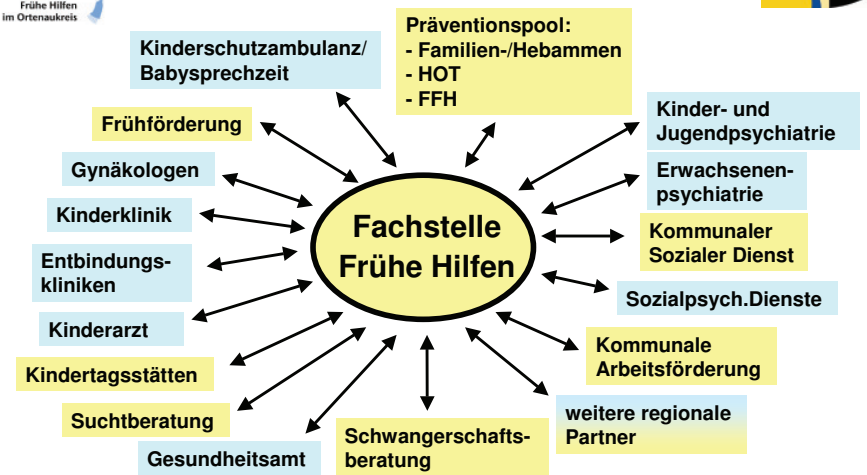 Frühe Hilfen
im Ortenaukreis
Kinderschutzambulanz/
Babysprechzeit
Präventionspool:
- Familien-/Hebammen
- HOT
- FFH
Frühförderung
Kinder- und
Jugendpsychiatrie
Gynäkologen
Erwachsenen-
psychiatrie
Kinderklinik
Fachstelle
Frühe Hilfen
Kommunaler
Sozialer Dienst
Entbindungs-
kliniken
Sozialpsych.Dienste
Kinderarzt
Kommunale
Arbeitsförderung
Kindertagsstätten
Suchtberatung
weitere regionale
Partner
Gesundheitsamt
Schwangerschafts-
beratung